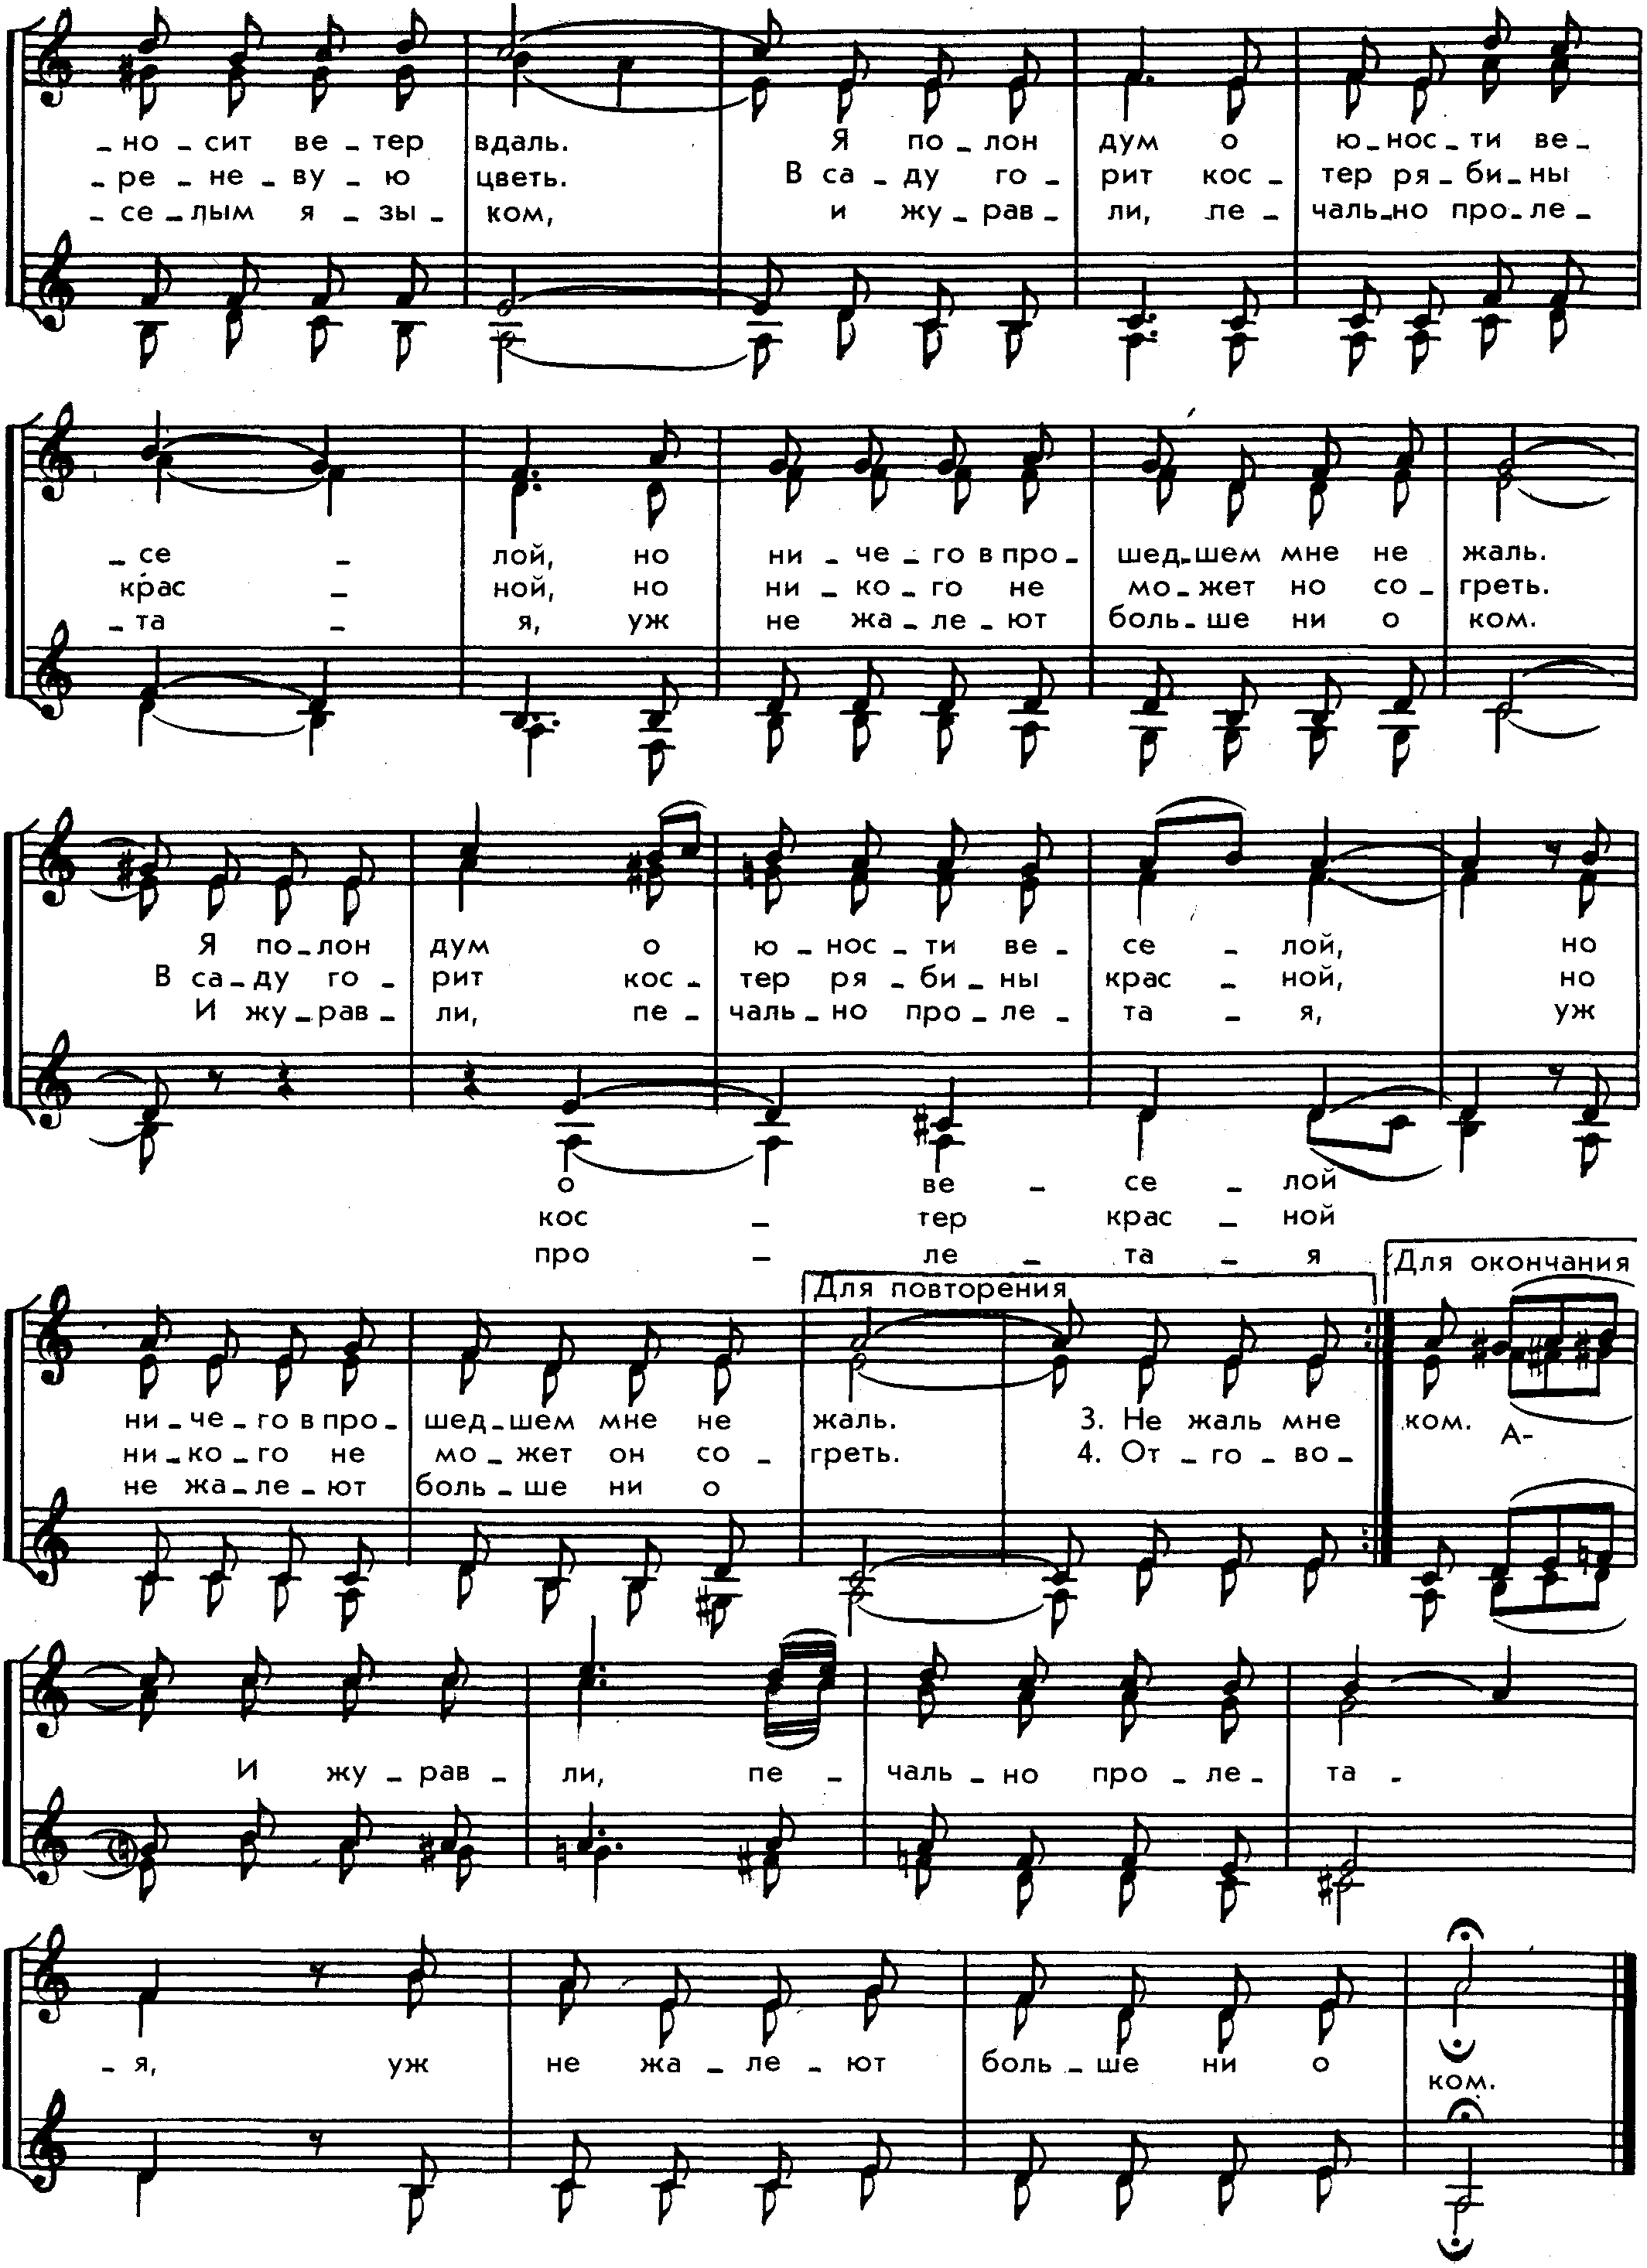 _ но _ сит ве _ тер вдаль. Я по _ лон дум о ю _ нос _ ти ве _
_ ре _ не _ ву _ ю цветь. В са _ ду го _ рит кос _ тер ря _ би _ ны
_ се _ лым я _ зы _ ком, и жу _ рав _ ли, пе _ чаль _ но про _ ле _
_ се _ лой, но ни _ че _ го в про _ шед _ шем мне не жаль.
крас _ ной, но ни _ ко _ го не мо _ жет но со _ греть.
_ та _ я, уж не жа _ ле _ ют боль _ ше ни о ком.
Я по _ лон дум о ю _ нос _ ти ве _ се _ лой, но
В са _ ду го _ рит кос _ тер ря _ би _ ны крас _ ной, но
И жу _ рав _ ли, пе _ чаль _ но про _ ле _ та _ я, уж
о ве _ се _ лой
кос _ тер крас _ ной
про _ ле _ та _ я
Для повторения Для окончания
ни _ че _ го в про _ шед _ шем мне не жаль. 3. Не жаль мне ком. А-
ни _ ко _ го не мо _ жет он со _ греть. 4. От _ го _ во _
не жа _ ле _ ют боль _ ше ни о
И жу _ рав _ ли, пе _ чаль _ но про _ ле _ та _
_ я, уж не жа _ ле _ ют боль _ ше ни о ком.